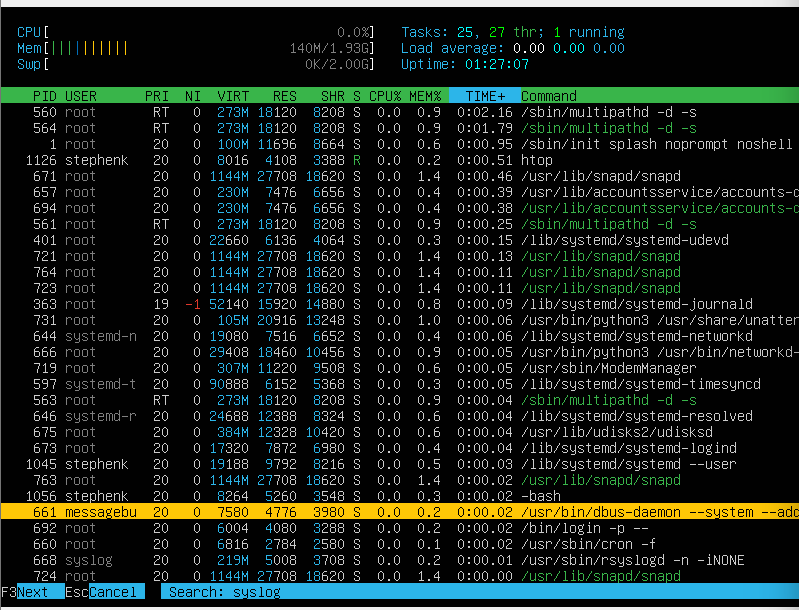 CPU[ 0.0%] Tasks: 25, 27 thr; 1 running
Mem[|||||||||| 140M/1.93G] Load average: 0.00 0.00 0.00
Swp[ 0K/2.00G] Uptime: 01:27:07
PID USER PRI NI VIRT RES SHR S CPU% MEM% TIME+ Command
560 root RT 0 273M 18120 8208 S 0.0 0.9 0:02.16 /sbin/multipathd -d -s
564 root RT 0 273M 18120 8208 S 0.0 0.9 0:01.79 /sbin/multipathd -d -s
1 root 20 0 100M 11696 8664 S 0.0 0.6 0:00.95 /sbin/init splash noprompt noshell
1126 stephenk 20 0 8016 4108 3388 R 0.0 0.2 0:00.51 htop
671 root 20 0 1144M 27708 18620 S 0.0 1.4 0:00.46 /usr/lib/snapd/snapd
657 root 20 0 230M 7476 6656 S 0.0 0.4 0:00.39 /usr/lib/accountsservice/accounts-d
694 root 20 0 230M 7476 6656 S 0.0 0.4 0:00.38 /usr/lib/accountsservice/accounts-d
561 root RT 0 273M 18120 8208 S 0.0 0.9 0:00.25 /sbin/multipathd -d -s
401 root 20 0 22660 6136 4064 S 0.0 0.3 0:00.15 /lib/systemd/systemd-udevd
721 root 20 0 1144M 27708 18620 S 0.0 1.4 0:00.13 /usr/lib/snapd/snapd
764 root 20 0 1144M 27708 18620 S 0.0 1.4 0:00.11 /usr/lib/snapd/snapd
723 root 20 0 1144M 27708 18620 S 0.0 1.4 0:00.11 /usr/lib/snapd/snapd
363 root 19 -1 52140 15920 14880 S 0.0 0.8 0:00.09 /lib/systemd/systemd-journald
731 root 20 0 105M 20916 13248 S 0.0 1.0 0:00.06 /usr/bin/python3 /usr/share/unatter
644 systemd-n 20 0 19080 7516 6652 S 0.0 0.4 0:00.06 /lib/systemd/systemd-networkd
666 root 20 0 29408 18460 10456 S 0.0 0.9 0:00.05 /usr/bin/python3 /usr/bin/networkd-
719 root 20 0 307M 11220 9508 S 0.0 0.6 0:00.05 /usr/sbin/ModemManager
597 systemd-t 20 0 90888 6152 5368 S 0.0 0.3 0:00.05 /lib/systemd/systemd-timesyncd
563 root RT 0 273M 18120 8208 S 0.0 0.9 0:00.04 /sbin/multipathd -d -s
646 systemd-r 20 0 24688 12388 8324 S 0.0 0.6 0:00.04 /lib/systemd/systemd-resolved
675 root 20 0 384M 12328 10420 S 0.0 0.6 0:00.04 /usr/lib/udisks2/udisksd
673 root 20 0 17320 7872 6980 S 0.0 0.4 0:00.04 /lib/systemd/systemd-logind
1045 stephenk 20 0 19188 9792 8216 S 0.0 0.5 0:00.03 /lib/systemd/systemd --user
763 root 20 0 1144M 27708 18620 S 0.0 1.4 0:00.02 /usr/lib/snapd/snapd
1056 stephenk 20 0 8264 5260 3548 S 0.0 0.3 0:00.02 -bash
661 messagebu 20 0 7580 4776 3980 S 0.0 0.2 0:00.02 /usr/bin/dbus-daemon --system --add
692 root 20 0 6004 4080 3288 S 0.0 0.2 0:00.02 /bin/login -p --
660 root 20 0 6816 2784 2580 S 0.0 0.1 0:00.02 /usr/sbin/cron -f
668 syslog 20 0 219M 5008 3708 S 0.0 0.2 0:00.00 /usr/sbin/rsyslogd -n -iNONE
724 root 20 0 1144M 27708 18620 S 0.0 1.4 0:00.00 /usr/lib/snapd/snapd
F3Next EscCancel Search: syslog